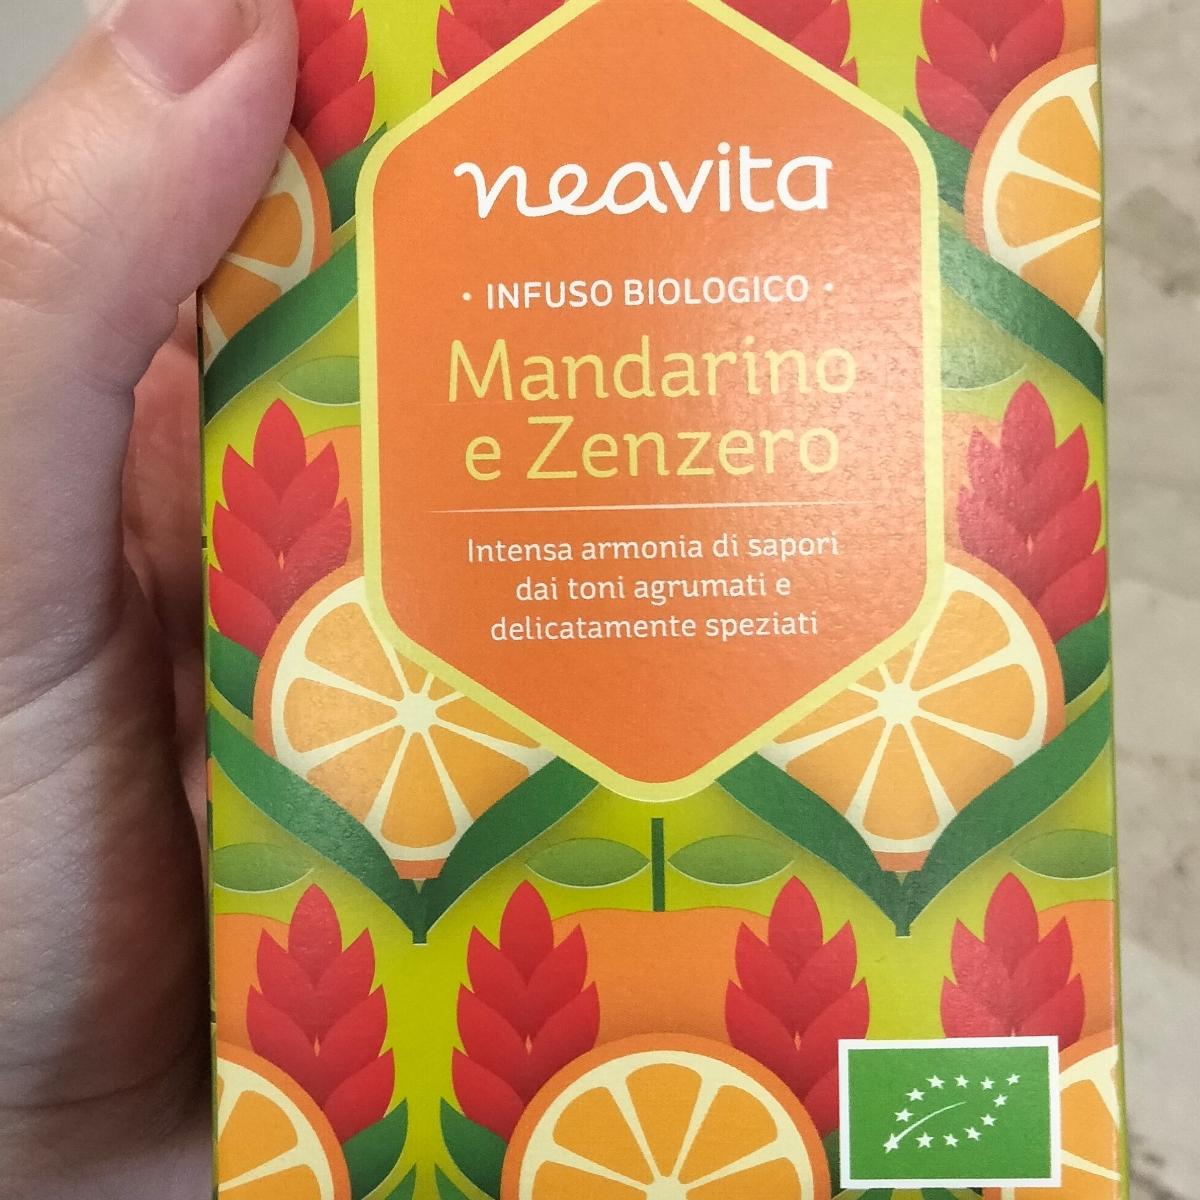 neavita
• INFUSO BIOLOGICO •
Mandarino
e Zenzero
Intensa armonia di sapori
dai toni agrumati e
delicatamente speziati